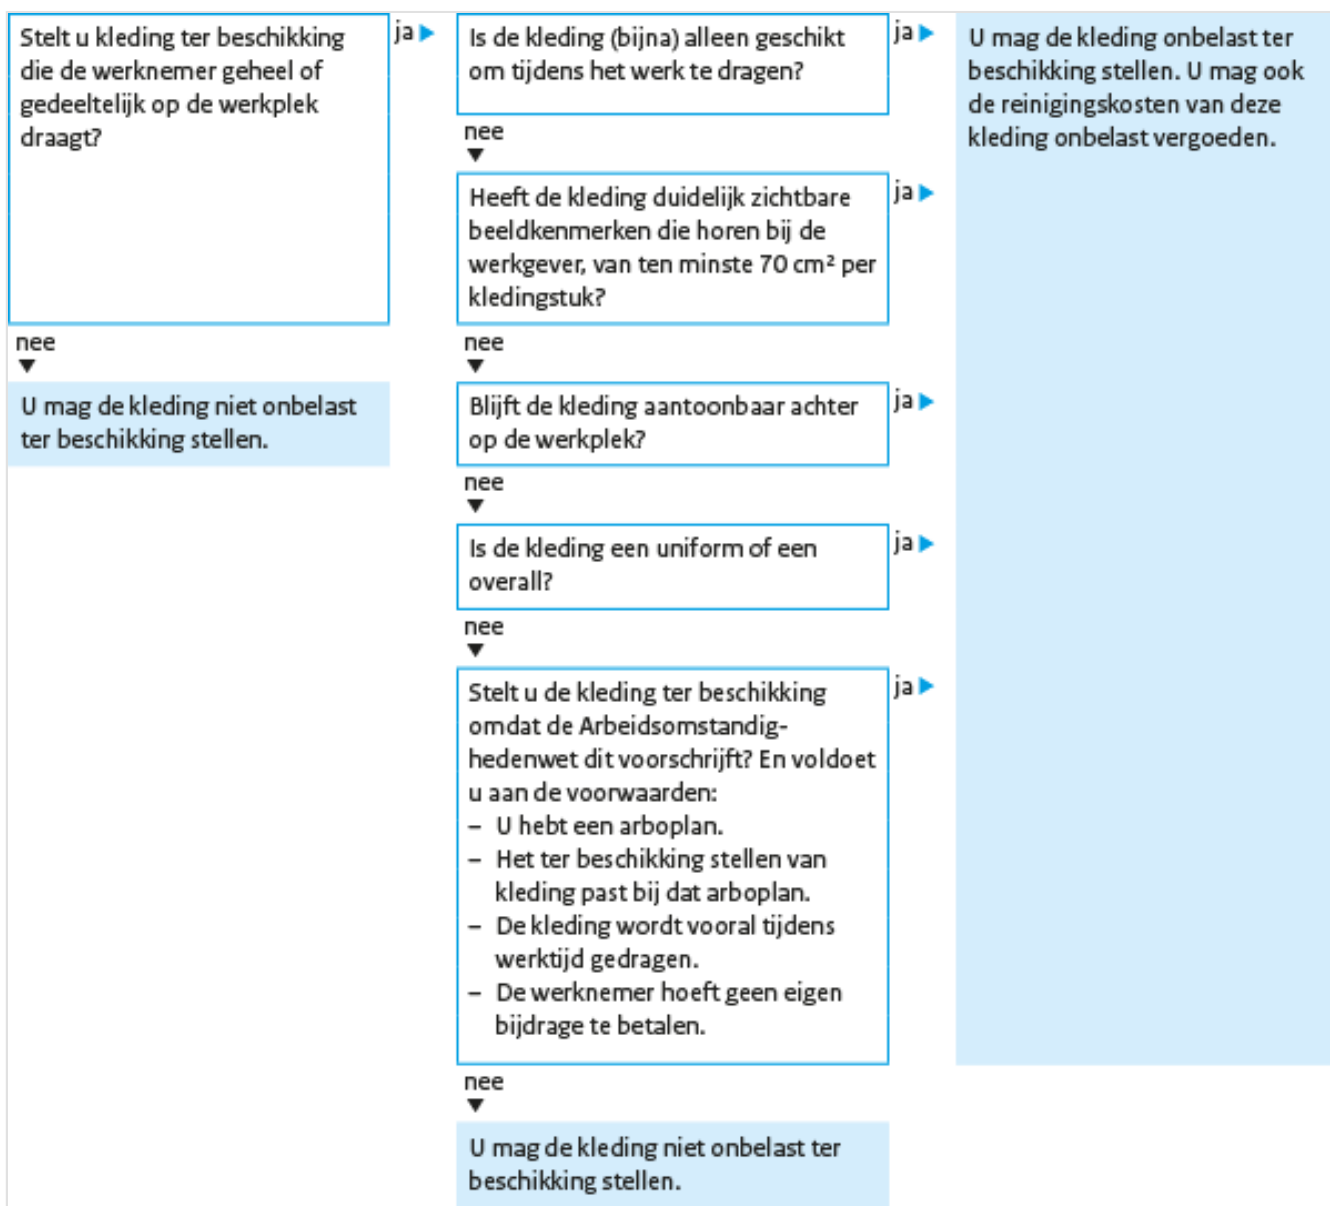 Stelt u kleding ter beschikking
die de werknemer geheel of
gedeeltelijk op de werkplek
draagt?
ja
nee
U mag de kleding niet onbelast
ter beschikking stellen.
Is de kleding (bijna) alleen geschikt
om tijdens het werk te dragen?
ja
nee
Heeft de kleding duidelijk zichtbare
beeldkenmerken die horen bij de
werkgever, van ten minste 70 cm² per
kledingstuk?
ja
nee
Blijft de kleding aantoonbaar achter
op de werkplek?
ja
nee
Is de kleding een uniform of een
overall?
ja
nee
Stelt u de kleding ter beschikking
omdat de Arbeidsomstandig-
hedenwet dit voorschrijft? En voldoet
u aan de voorwaarden:
– U hebt een arboplan.
– Het ter beschikking stellen van
kleding past bij dat arboplan.
– De kleding wordt vooral tijdens
werktijd gedragen.
– De werknemer hoeft geen eigen
bijdrage te betalen.
ja
nee
U mag de kleding niet onbelast ter
beschikking stellen.
U mag de kleding onbelast ter
beschikking stellen. U mag ook
de reinigingskosten van deze
kleding onbelast vergoeden.